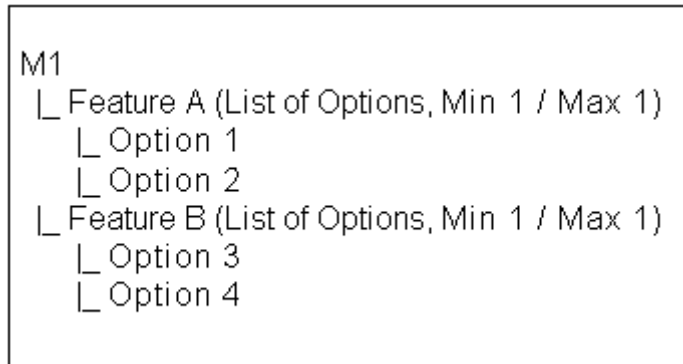 M1
|_ Feature A (List of Options, Min 1 / Max 1)
|_ Option 1
|_ Option 2
|_ Feature B (List of Options, Min 1 / Max 1)
|_ Option 3
|_ Option 4